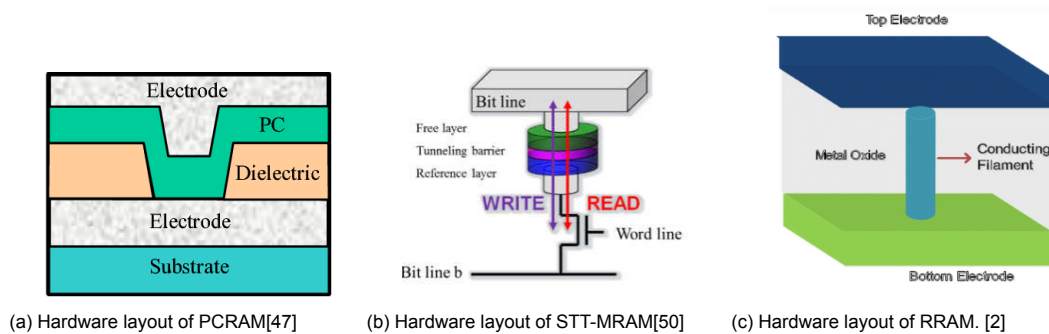 Electrode
PC
Dielectric
Electrode
Substrate
(a) Hardware layout of PCRAM[47]
Bit line
Free layer
Tunneling barrier
Reference layer
WRITE
READ
Word line
Bit line b
(b) Hardware layout of STT-MRAM[50]
Top Electrode
Metal Oxide
Conducting
Filament
Bottom Electrode
(c) Hardware layout of RRAM. [2]